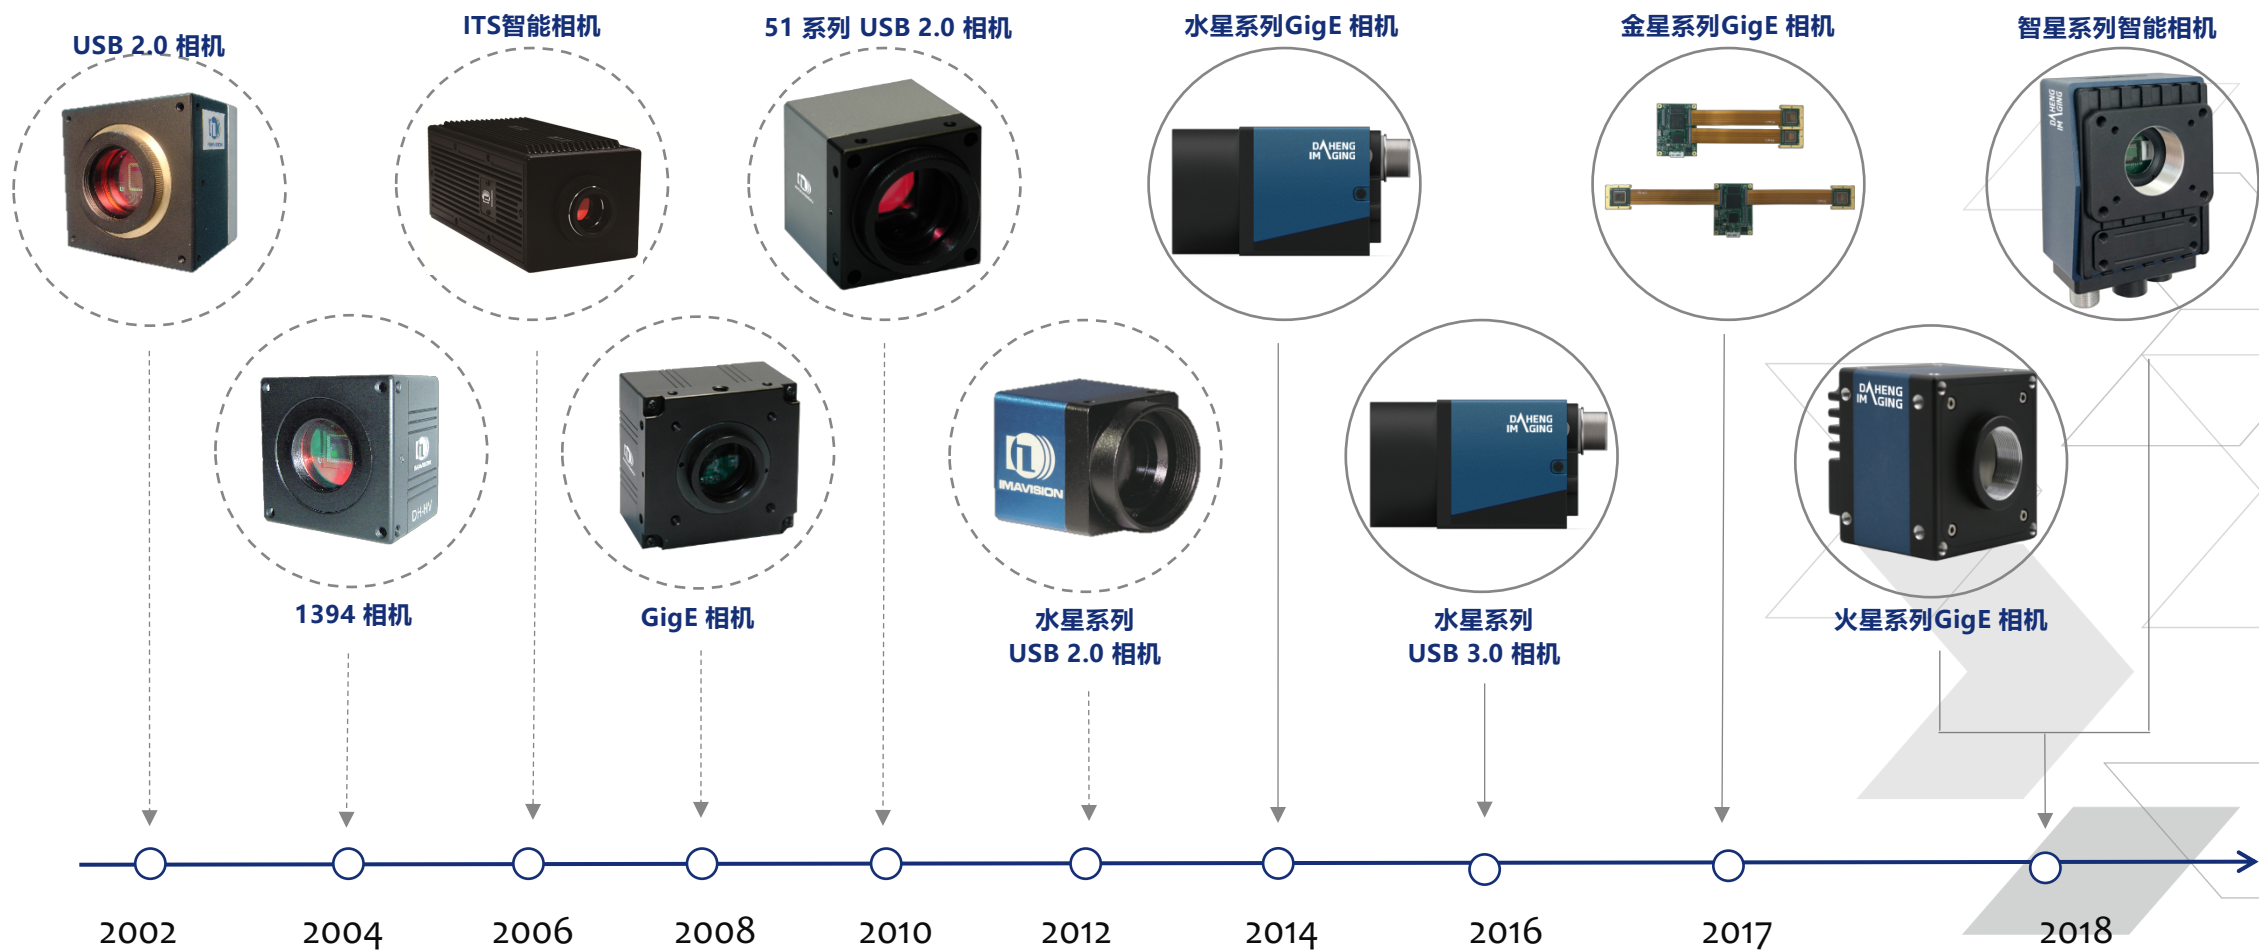 USB 2.0 相机
ITS智能相机
51 系列 USB 2.0 相机
水星系列GigE 相机
金星系列GigE 相机
智星系列智能相机
DAHENG
IMAGING
DAHENG
IMAGING
IMAVISION
DH-HV
IMAVISION
DAHENG
IMAGING
DAHENG
IMAGING
1394 相机
GigE 相机
水星系列
USB 2.0 相机
水星系列
USB 3.0 相机
火星系列GigE 相机
2002
2004
2006
2008
2010
2012
2014
2016
2017
2018